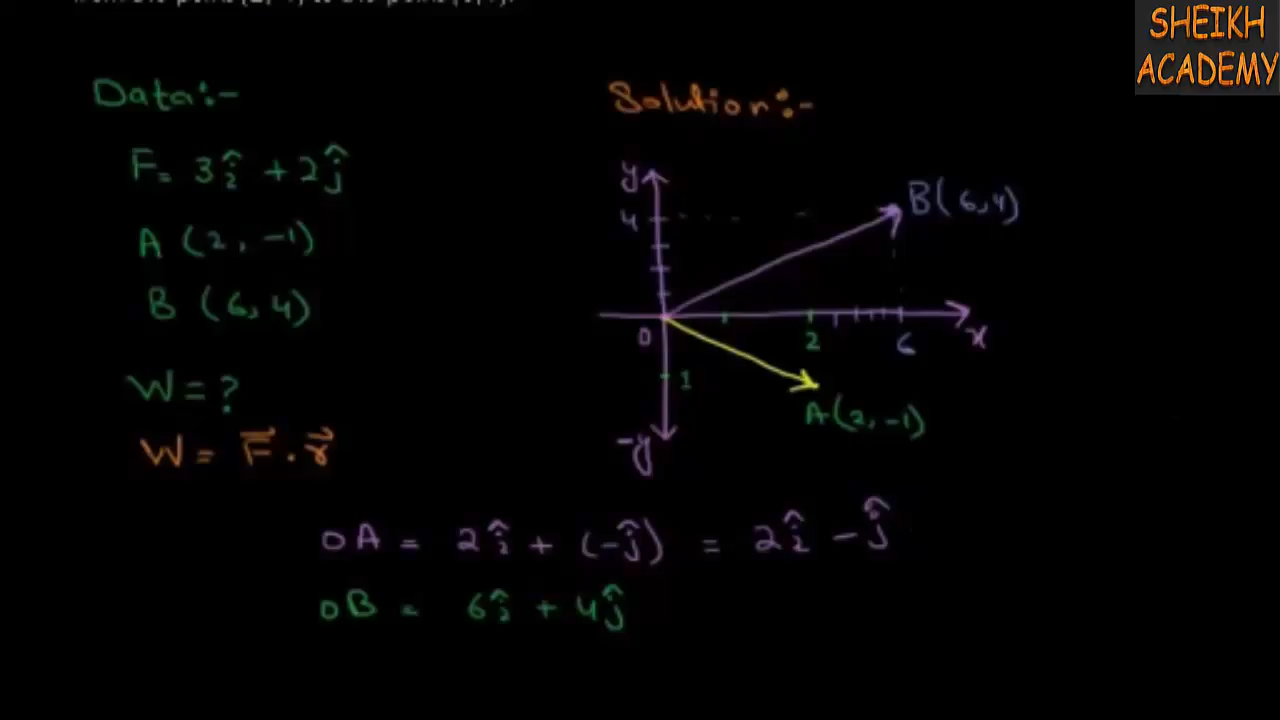 SHEIKH
ACADEMY
Data:-
F = 3î + 2ĵ
A (2, -1)
B (6, 4)
W = ?
W = F⃗ . r⃗
Solution:-
y
4
B(6,4)
0
2
6
x
1
A(2,-1)
-y
OA = 2î + (-ĵ) = 2î - ĵ
OB = 6î + 4ĵ